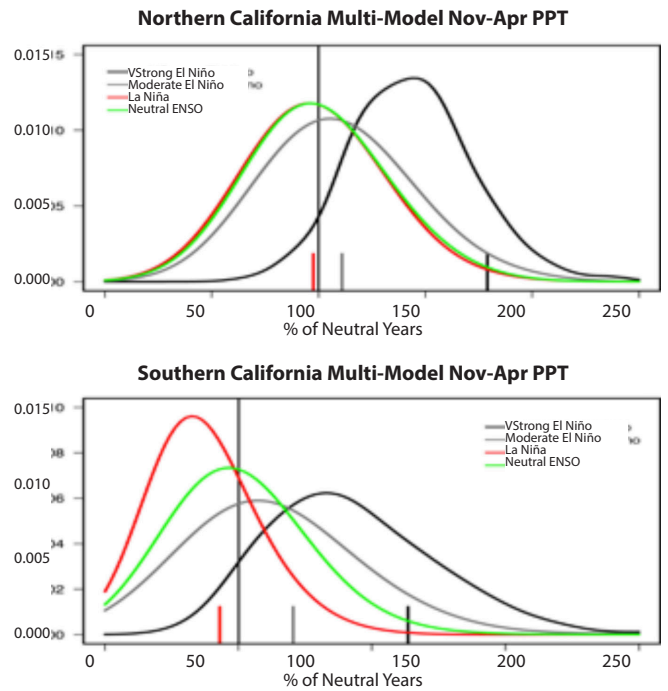 Northern California Multi-Model Nov-Apr PPT
0.015
VStrong El Niño
Moderate El Niño
La Niña
Neutral ENSO
0.010
0.005
0.000
0 50 100 150 200 250
% of Neutral Years
Southern California Multi-Model Nov-Apr PPT
0.015
VStrong El Niño
Moderate El Niño
La Niña
Neutral ENSO
0.010
0.005
0.000
0 50 100 150 200 250
% of Neutral Years